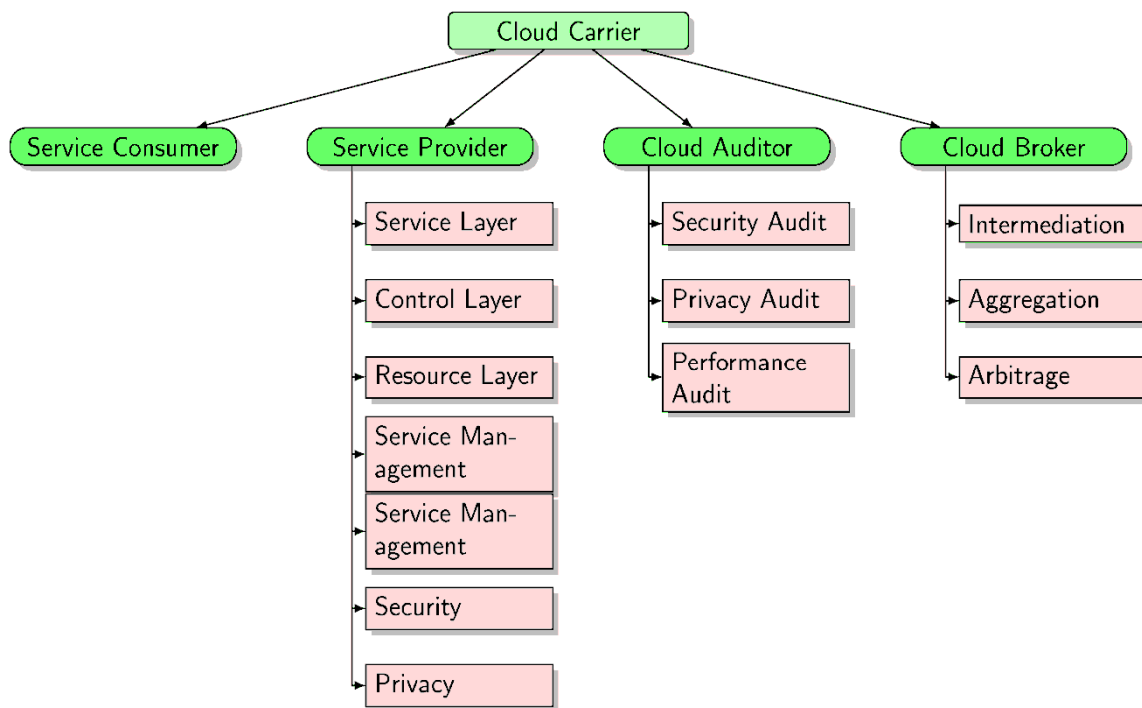 Cloud Carrier
Service Consumer
Service Provider
Cloud Auditor
Cloud Broker
Service Layer
Control Layer
Resource Layer
Service Man-
agement
Service Man-
agement
Security
Privacy
Security Audit
Privacy Audit
Performance
Audit
Intermediation
Aggregation
Arbitrage